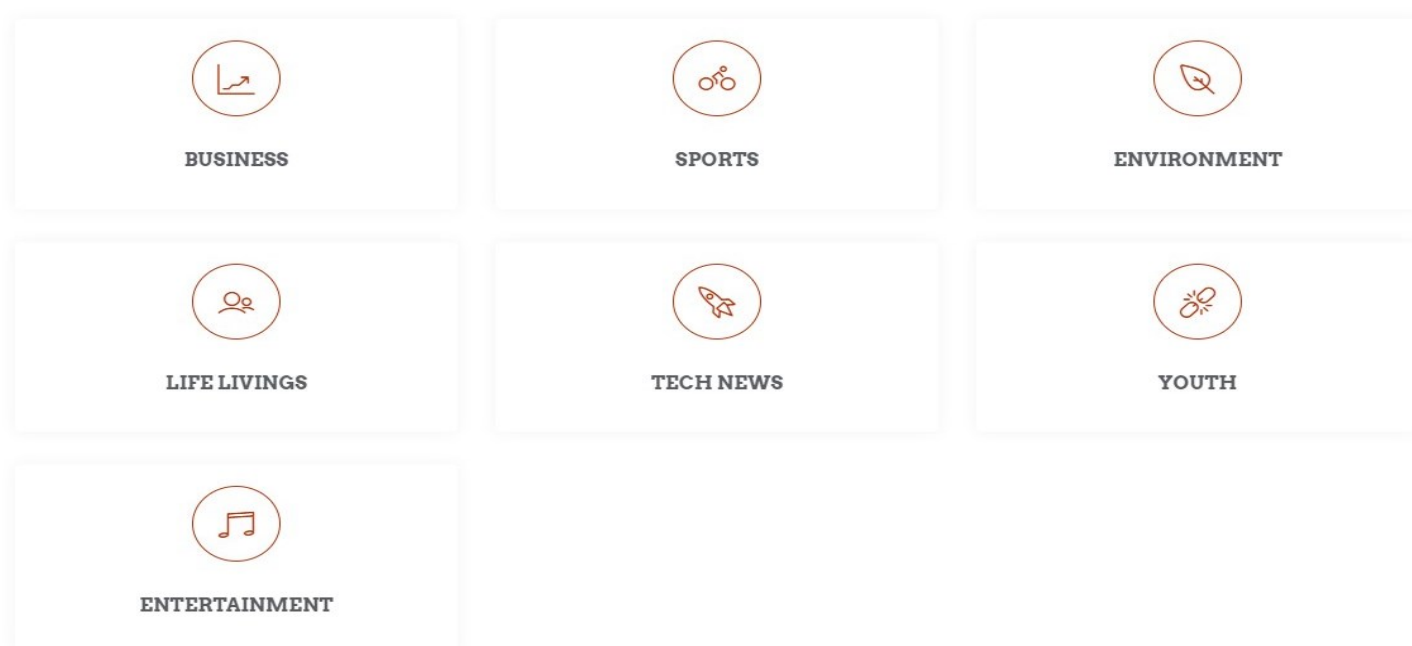 BUSINESS
SPORTS
ENVIRONMENT
LIFE LIVINGS
TECH NEWS
YOUTH
ENTERTAINMENT